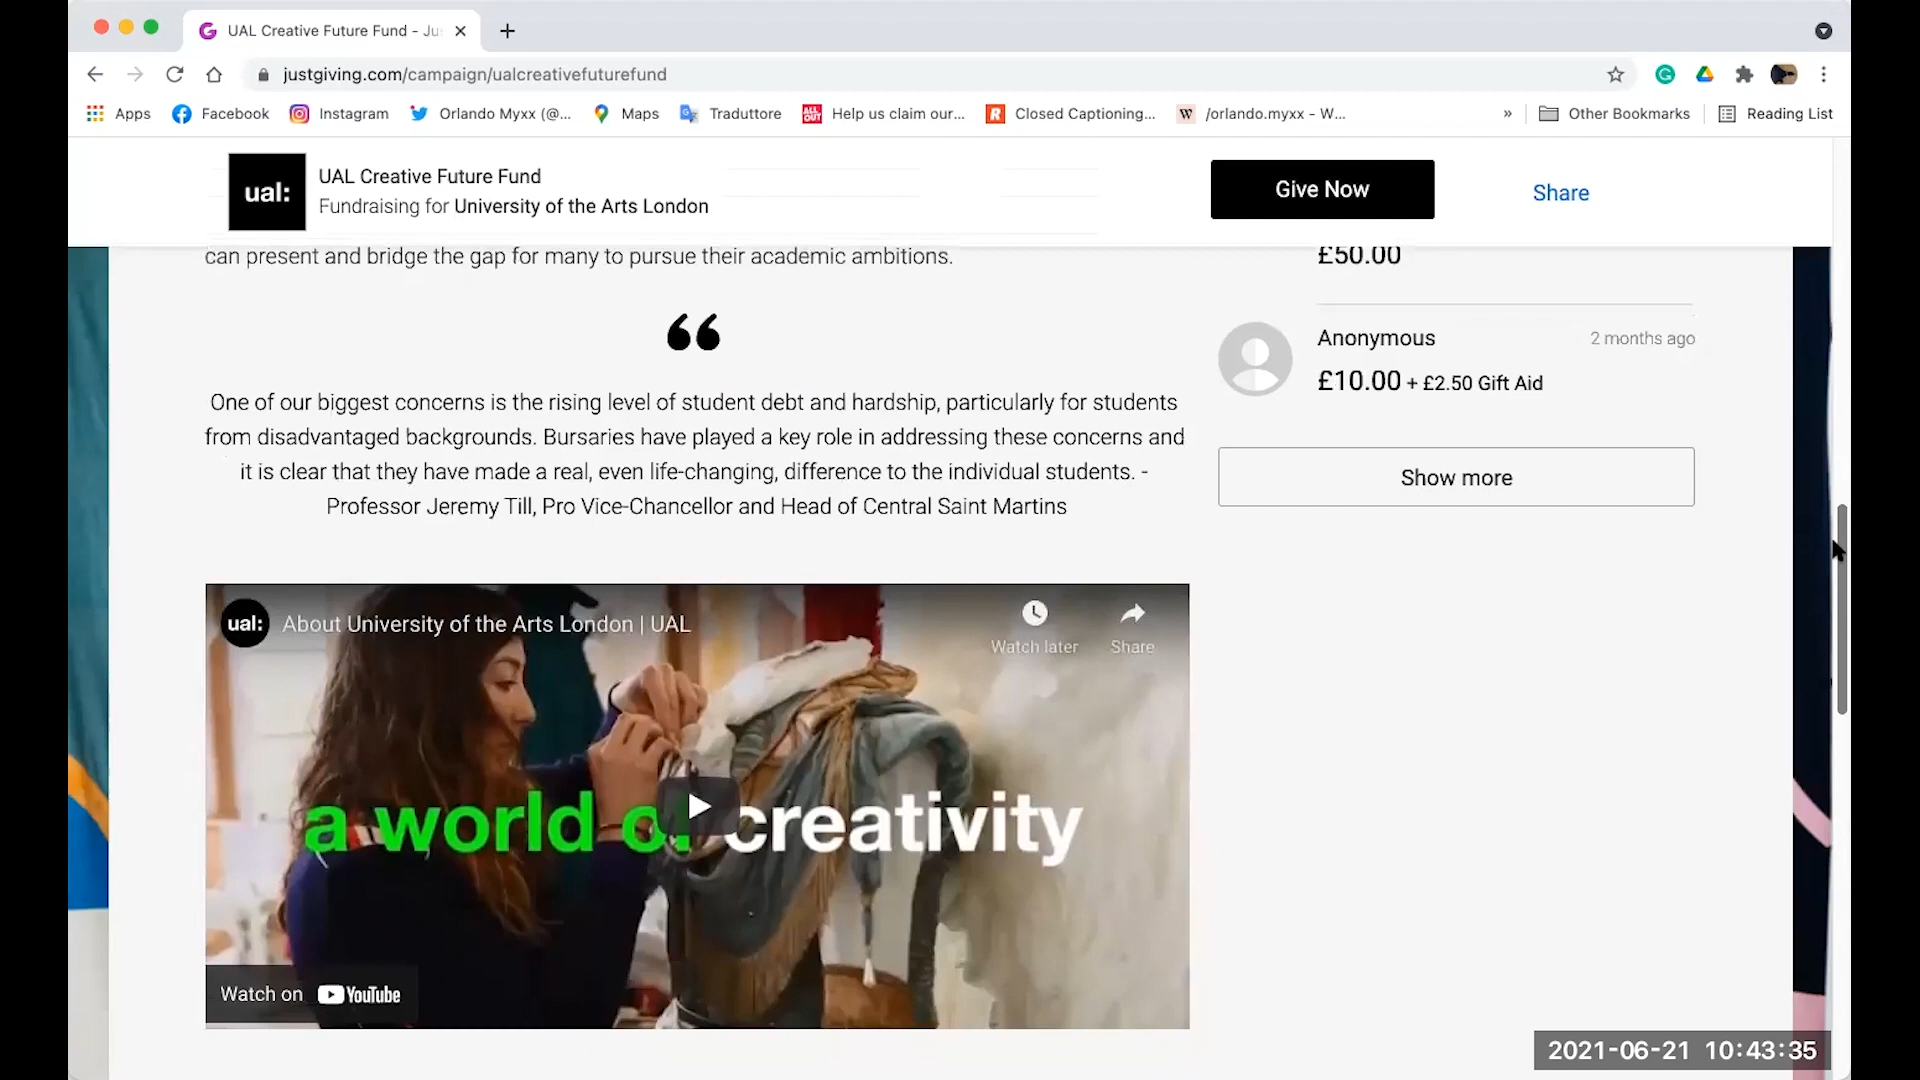 UAL Creative Future Fund - Ju
justgiving.com/campaign/ualcreativefuturefund
Apps
Facebook
Instagram
Orlando Myxx (@...
Maps
Traduttore
ALL OUT
Help us claim our...
R
Closed Captioning...
W
/orlando.myxx - W...
»
Other Bookmarks
Reading List
ual:
UAL Creative Future Fund
Fundraising for University of the Arts London
Give Now
Share
can present and bridge the gap for many to pursue their academic ambitions.
“
One of our biggest concerns is the rising level of student debt and hardship, particularly for students
from disadvantaged backgrounds. Bursaries have played a key role in addressing these concerns and
it is clear that they have made a real, even life-changing, difference to the individual students. -
Professor Jeremy Till, Pro Vice-Chancellor and Head of Central Saint Martins
£50.00
Anonymous
2 months ago
£10.00 + £2.50 Gift Aid
Show more
ual:
About University of the Arts London | UAL
Watch later
Share
a world of creativity
Watch on YouTube
2021-06-21 10:43:35